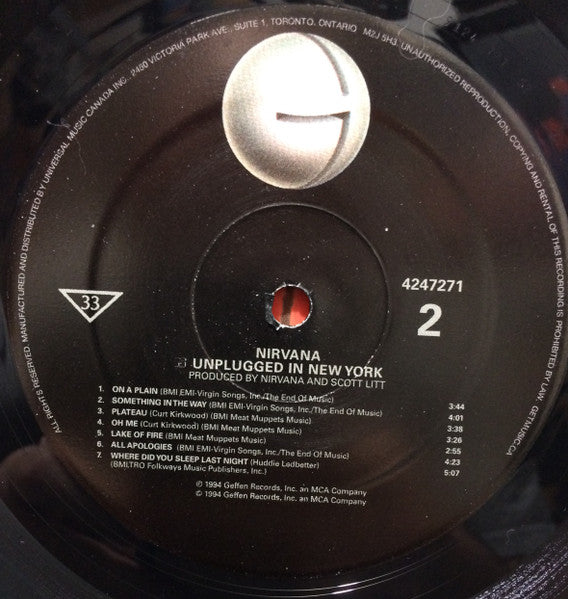 ALL RIGHTS RESERVED. MANUFACTURED AND DISTRIBUTED BY UNIVERSAL MUSIC CANADA INC. 2450 VICTORIA PARK AVE., SUITE 1, TORONTO, ONTARIO M2J 5H3. UNAUTHORIZED REPRODUCTION, COPYING AND RENTAL OF THIS RECORDING IS PROHIBITED BY LAW. GETMUSIC.CA
33
4247271
2
NIRVANA
UNPLUGGED IN NEW YORK
PRODUCED BY NIRVANA AND SCOTT LITT
1. ON A PLAIN (BMI EMI-Virgin Songs, Inc./The End Of Music) 3:44
2. SOMETHING IN THE WAY (BMI EMI-Virgin Songs, Inc./The End Of Music) 4:01
3. PLATEAU (Curt Kirkwood) (BMI Meat Muppets Music) 3:38
4. OH ME (Curt Kirkwood) (BMI Meat Muppets Music) 3:26
5. LAKE OF FIRE (BMI Meat Muppets Music) 2:55
6. ALL APOLOGIES (BMI EMI-Virgin Songs, Inc./The End Of Music) 4:23
7. WHERE DID YOU SLEEP LAST NIGHT (Huddie Ledbetter) 5:07
(BMI,TRO Folkways Music Publishers, Inc.)
℗ 1994 Geffen Records, Inc. an MCA Company
© 1994 Geffen Records, Inc. an MCA Company